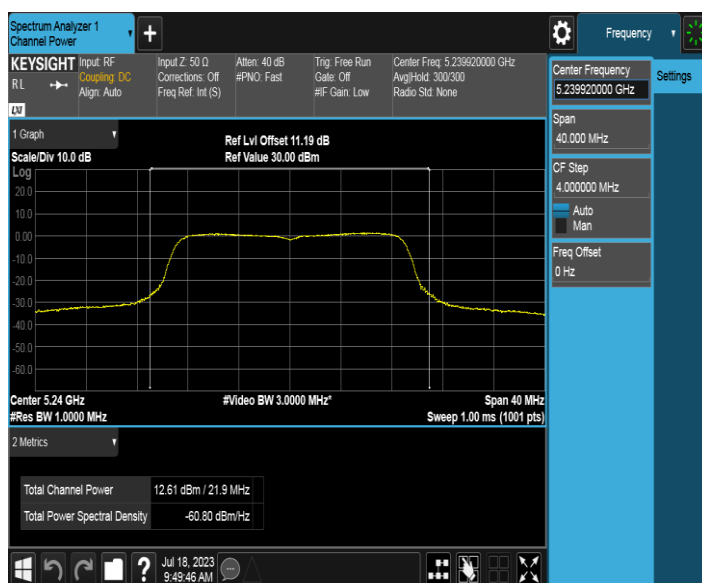 Spectrum Analyzer 1
Channel Power
+
Frequency
KEYSIGHT
RL
LXI
Input: RF
Coupling: DC
Align: Auto
Input Z: 50 Ω
Corrections: Off
Freq Ref: Int (S)
Atten: 40 dB
#PNO: Fast
Trig: Free Run
Gate: Off
#IF Gain: Low
Center Freq: 5.239920000 GHz
Avg|Hold: 300/300
Radio Std: None
Center Frequency
5.239920000 GHz
Settings
Span
40.000 MHz
CF Step
4.000000 MHz
Auto
Man
Freq Offset
0 Hz
1 Graph
Scale/Div 10.0 dB
Ref Lvl Offset 11.19 dB
Ref Value 30.00 dBm
Log
20.0
10.0
0.00
-10.0
-20.0
-30.0
-40.0
-50.0
-60.0
Center 5.24 GHz
#Video BW 3.0000 MHz*
Span 40 MHz
#Res BW 1.0000 MHz
Sweep 1.00 ms (1001 pts)
2 Metrics
Total Channel Power 12.61 dBm / 21.9 MHz
Total Power Spectral Density -60.80 dBm/Hz
?
Jul 18, 2023
9:49:46 AM